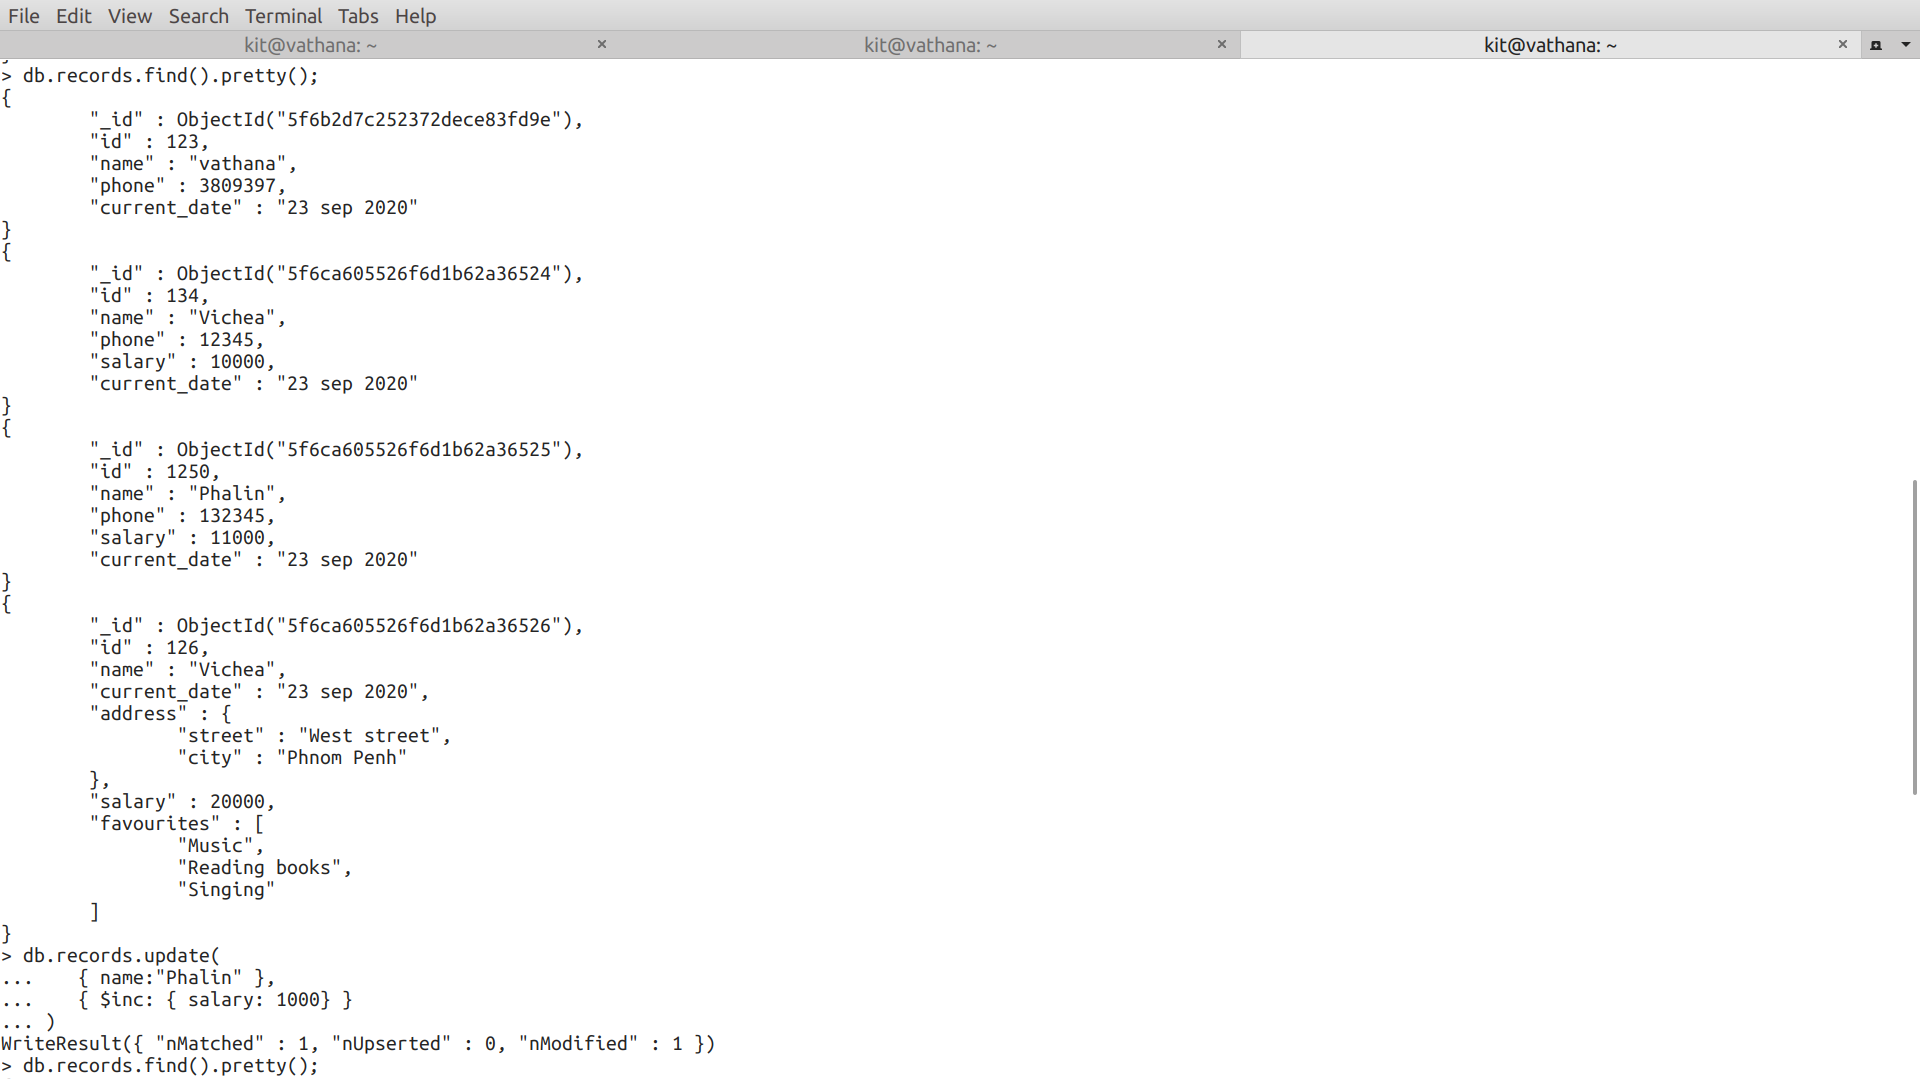 File Edit View Search Terminal Tabs Help
kit@vathana: ~ × kit@vathana: ~ × kit@vathana: ~ ×
> db.records.find().pretty();
{
        "_id" : ObjectId("5f6b2d7c252372dece83fd9e"),
        "id" : 123,
        "name" : "vathana",
        "phone" : 3809397,
        "current_date" : "23 sep 2020"
}
{
        "_id" : ObjectId("5f6ca605526f6d1b62a36524"),
        "id" : 134,
        "name" : "Vichea",
        "phone" : 12345,
        "salary" : 10000,
        "current_date" : "23 sep 2020"
}
{
        "_id" : ObjectId("5f6ca605526f6d1b62a36525"),
        "id" : 1250,
        "name" : "Phalin",
        "phone" : 132345,
        "salary" : 11000,
        "current_date" : "23 sep 2020"
}
{
        "_id" : ObjectId("5f6ca605526f6d1b62a36526"),
        "id" : 126,
        "name" : "Vichea",
        "current_date" : "23 sep 2020",
        "address" : {
                "street" : "West street",
                "city" : "Phnom Penh"
        },
        "salary" : 20000,
        "favourites" : [
                "Music",
                "Reading books",
                "Singing"
        ]
}
> db.records.update(
...    { name:"Phalin" },
...    { $inc: { salary: 1000} }
... )
WriteResult({ "nMatched" : 1, "nUpserted" : 0, "nModified" : 1 })
> db.records.find().pretty();